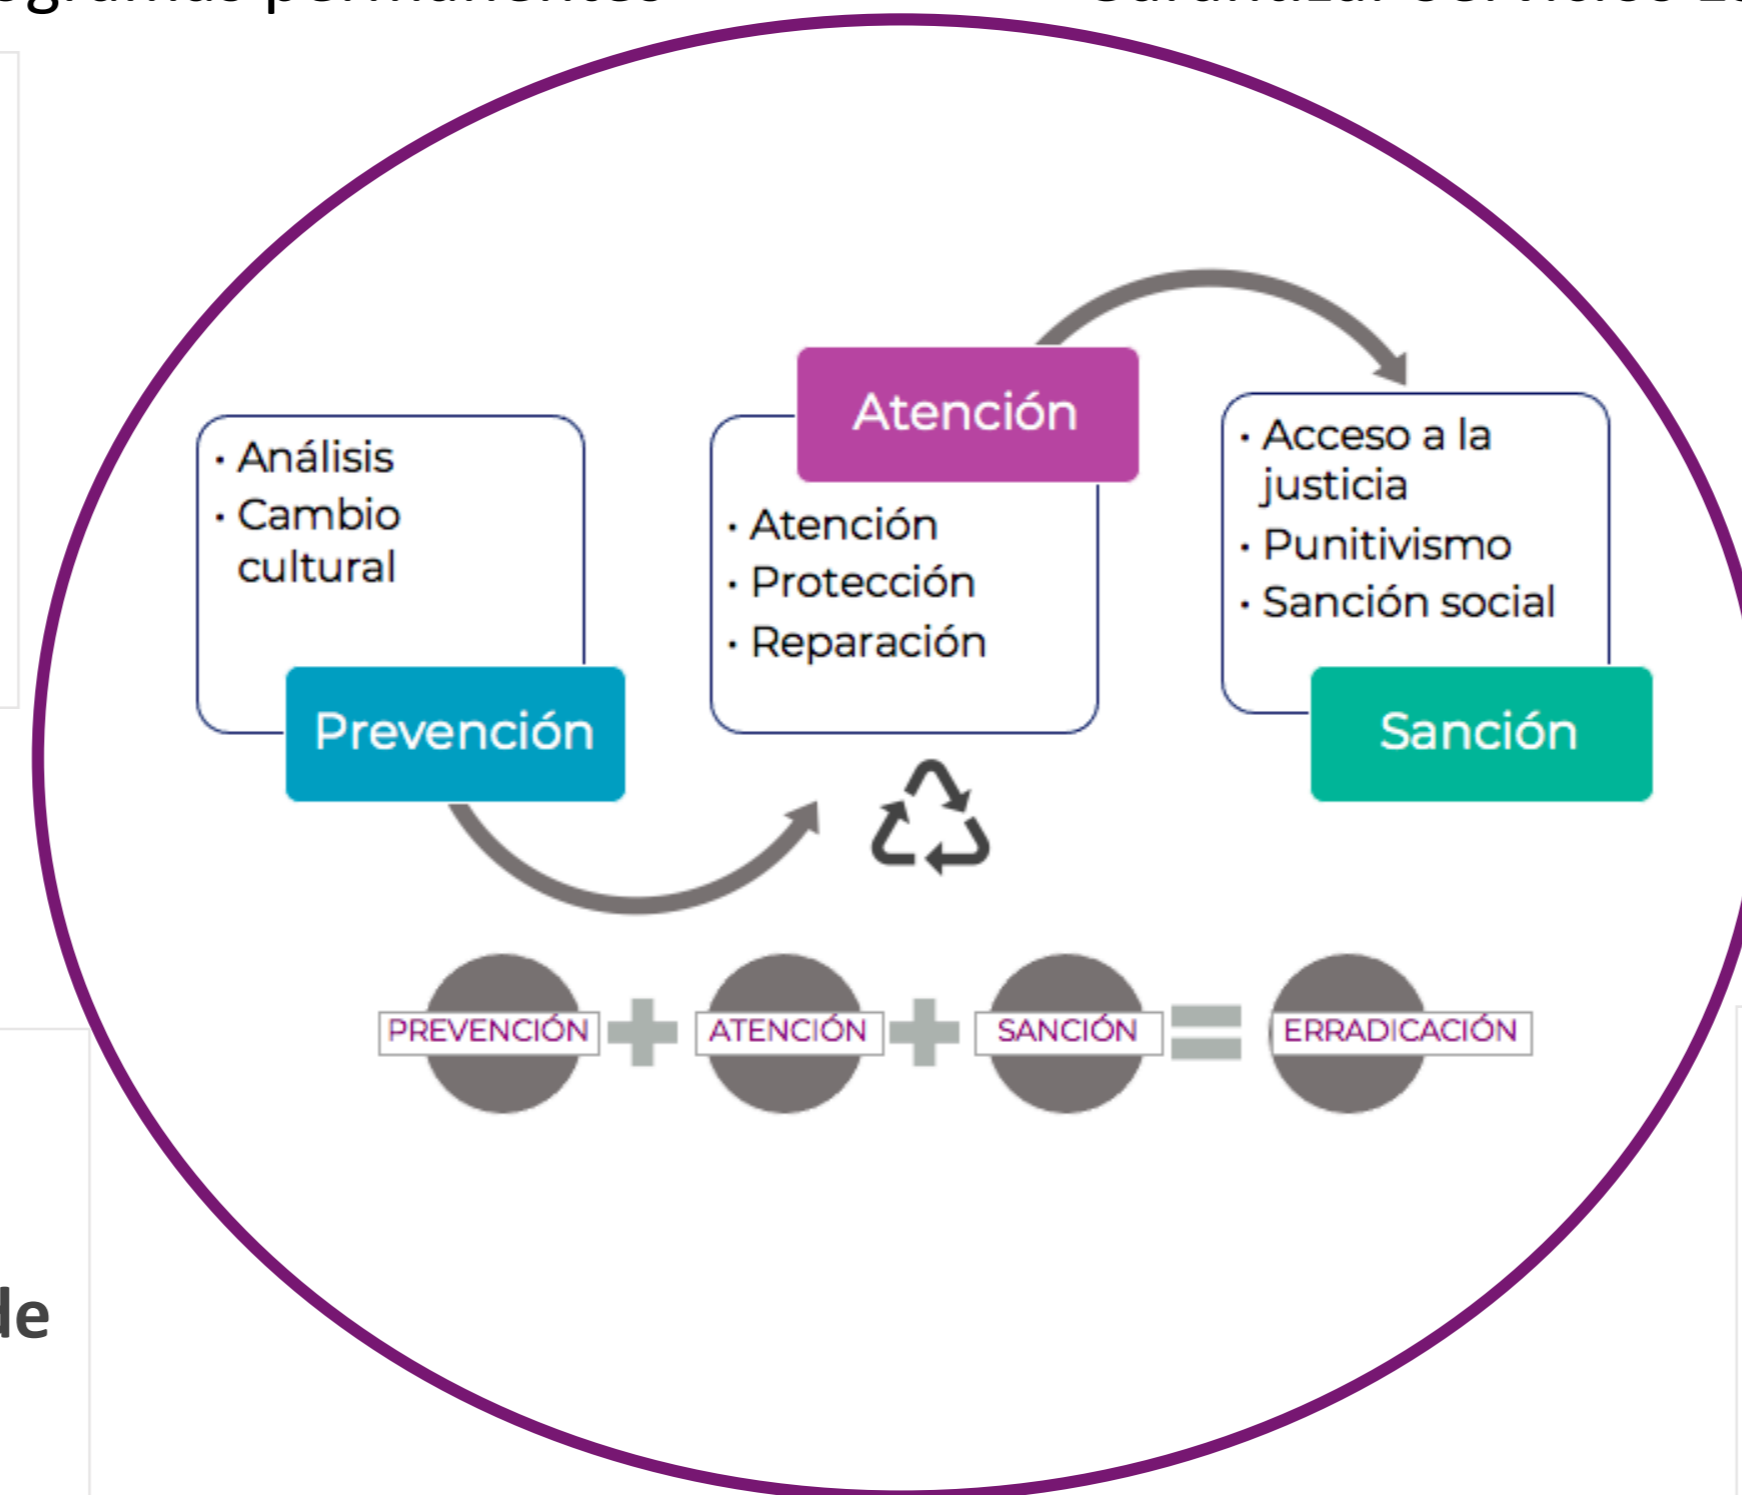 permanentes
Atención
· Análisis
· Cambio
cultural
Prevención
· Atención
· Protección
· Reparación
· Acceso a la
justicia
· Punitivismo
· Sanción social
Sanción
PREVENCIÓN + ATENCIÓN + SANCIÓN = ERRADICACIÓN
de